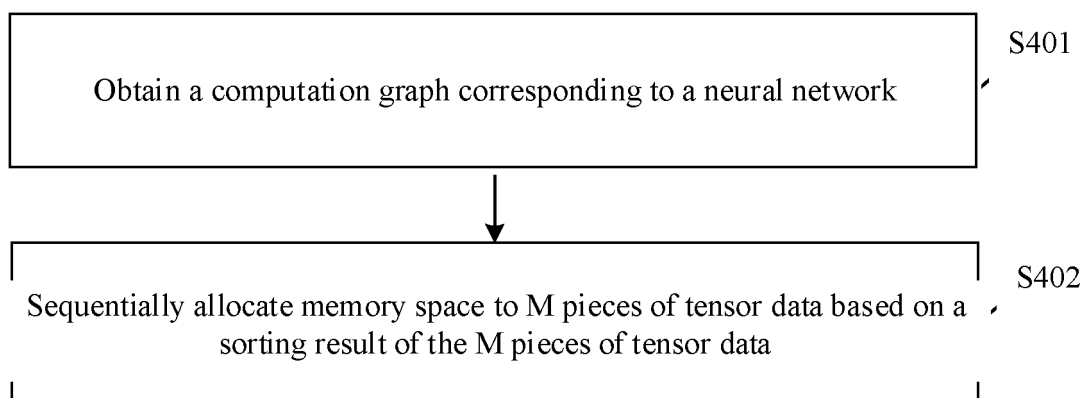 S401
Obtain a computation graph corresponding to a neural network
S402
Sequentially allocate memory space to M pieces of tensor data based on a
sorting result of the M pieces of tensor data